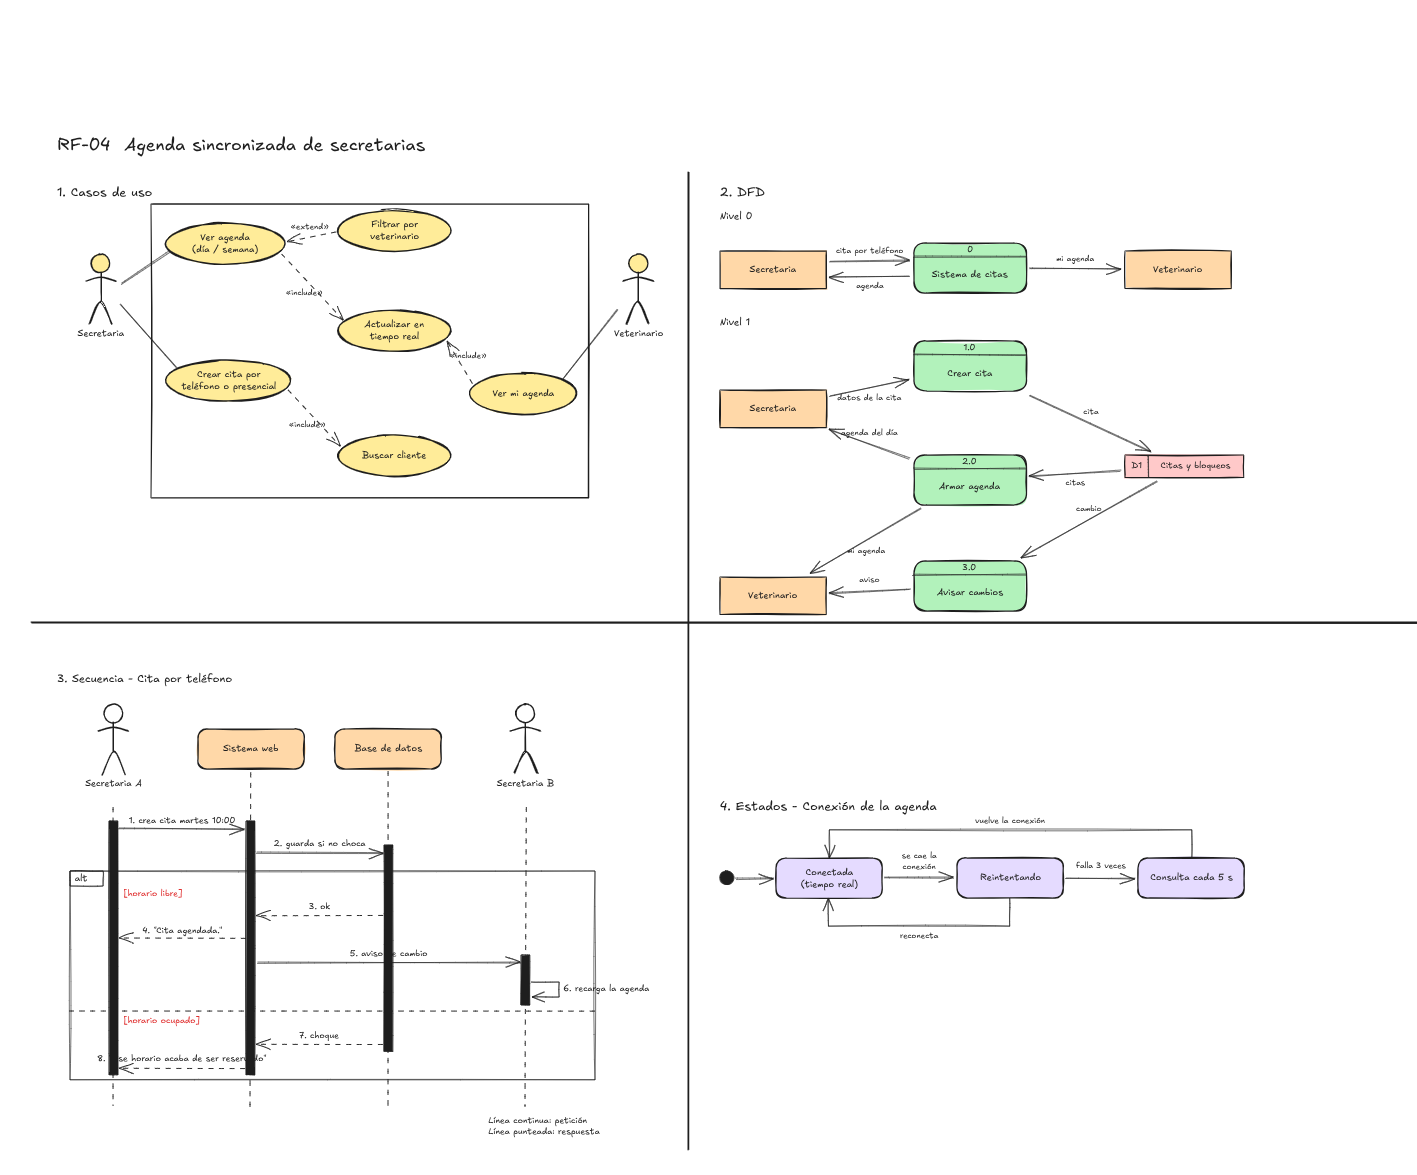 RF-04 Agenda sincronizada de secretarias
1. Casos de uso
Ver agenda
(día / semana)
«extend»
Filtrar por
veterinario
«include»
Secretaria
Actualizar en
tiempo real
Veterinario
«include»
Crear cita por
teléfono o presencial
Ver mi agenda
«include»
Buscar cliente
2. DFD
Nivel 0
Secretaria
cita por teléfono
agenda
0
Sistema de citas
mi agenda
Veterinario
Nivel 1
1.0
Crear cita
Secretaria
datos de la cita
cita
agenda del día
2.0
Armar agenda
D1
Citas y bloqueos
citas
cambio
mi agenda
3.0
Avisar cambios
aviso
Veterinario
3. Secuencia - Cita por teléfono
Secretaria A
Sistema web
Base de datos
Secretaria B
1. crea cita martes 10:00
2. guarda si no choca
alt
[horario libre]
3. ok
4. "Cita agendada."
5. aviso de cambio
6. recarga la agenda
[horario ocupado]
7. choque
8. "Ese horario acaba de ser reservado"
Línea continua: petición
Línea punteada: respuesta
4. Estados - Conexión de la agenda
vuelve la conexión
Conectada
(tiempo real)
se cae la
conexión
Reintentando
falla 3 veces
Consulta cada 5 s
reconecta